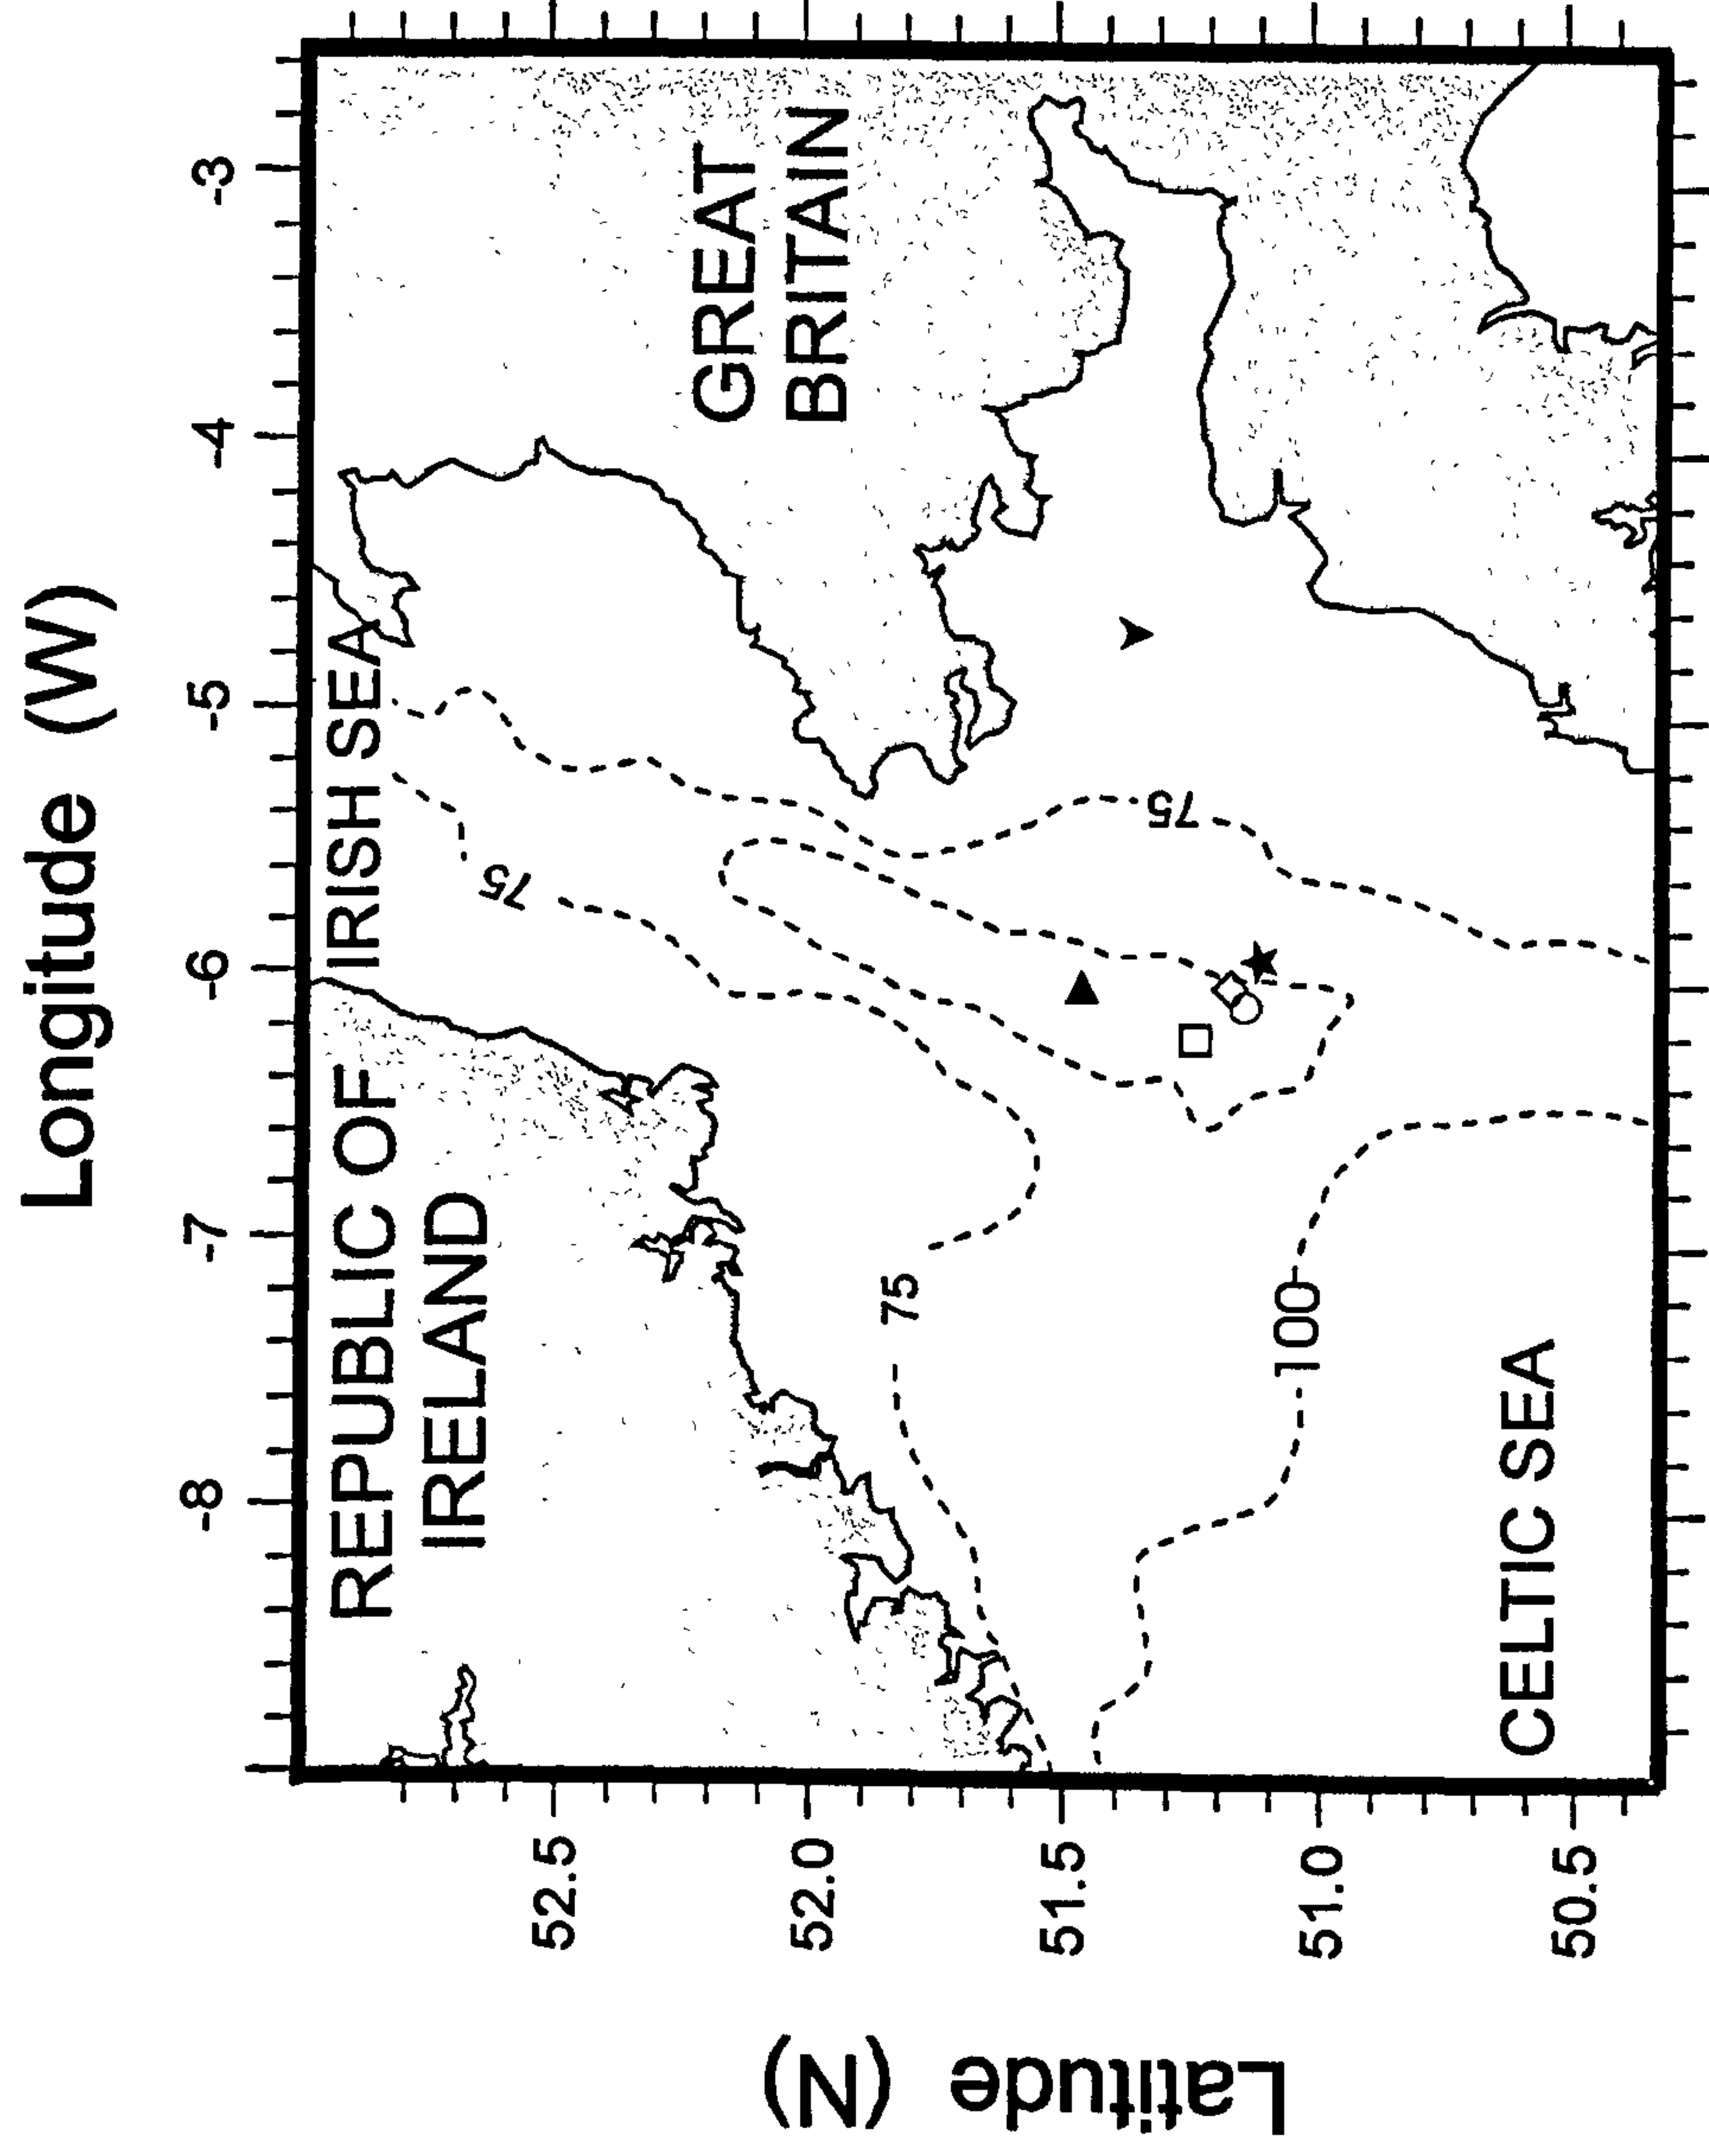 Longitude (W)
-8
-7
-6
-5
-4
-3
REPUBLIC OF
IRELAND
IRISH SEA
GREAT
BRITAIN
75
75
75
100
CELTIC SEA
52.5
52.0
51.5
51.0
50.5
Latitude (N)